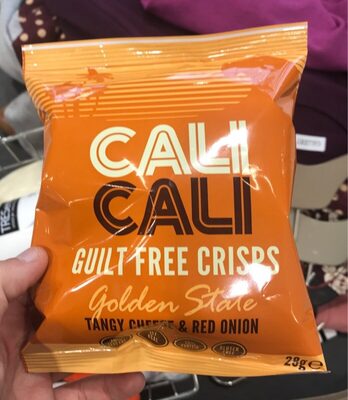 CALI
CALI
GUILT FREE CRISPS
Golden State
TANGY CHEESE & RED ONION
28g e